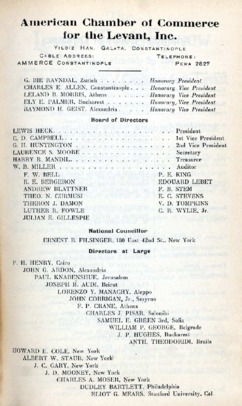 American Chamber of Commerce
for the Levant, Inc.
YILDIZ HAN, GALATA, CONSTANTINOPLE
CABLE ADDRESS: TELEPHONE:
AMMERCE CONSTANTINOPLE PERA 2627
G. BIE RAVNDAL, Zurich . . . Honorary President
CHARLES E. ALLEN, Constantinople . . . Honorary Vice President
LELAND B. MORRIS, Athens . . . Honorary Vice President
ELY E. PALMER, Bucharest . . . Honorary Vice President
RAYMOND H. GEIST, Alexandria . . . Honorary Vice President
Board of Directors
LEWIS HECK . . . President
C. D. CAMPBELL . . . 1st Vice President
G. H. HUNTINGTON . . . 2nd Vice President
LAURENCE S. MOORE . . . Secretary
HARRY R. MANDIL . . . Treasurer
W. B. MILLER . . . Auditor
F. W. BELL P. E. KING
E. E. BERGERON EDOUARD LEBET
ANDREW BLATTNER P. B. STEM
THEO. N. CURMUSI R. C. STEVENS
THERON J. DAMON V. D. TOMPKINS
LUTHER R. FOWLE C. B. WYLIE, Jr.
JULIAN E. GILLESPIE
National Councillor
ERNEST B. FILSINGER, 180 East 42nd St., New York
Directors at Large
F. H. HENRY, Cairo
JOHN G. ARDON, Alexandria
PAUL KNABENSHUE, Jerusalem
JOSEPH B. AUDI, Beirut
LORENZO Y. MANACHY, Aleppo
JOHN CORRIGAN, Jr., Smyrna
F. P. CRANE, Athens
CHARLES J. PISAR, Saloniki
SAMUEL E. GREEN 3rd, Sofia
WILLIAM P. GEORGE, Belgrade
J. P. HUGHES, Bucharest
ANTH. THEODORIDI, Braila
HOWARD E. COLE, New York
ALBERT W. STAUB, New York
J. C. GARY, New York
J. D. MOONEY, New York
CHARLES A. MOSER, New York
DUDLEY BARTLETT, Philadelphia
ELIOT G. MEARS, Stanford University, Cal